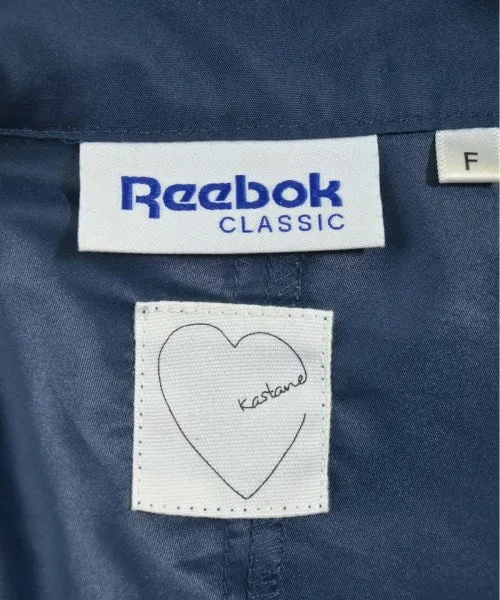 Reebok
CLASSIC
F
Kastane